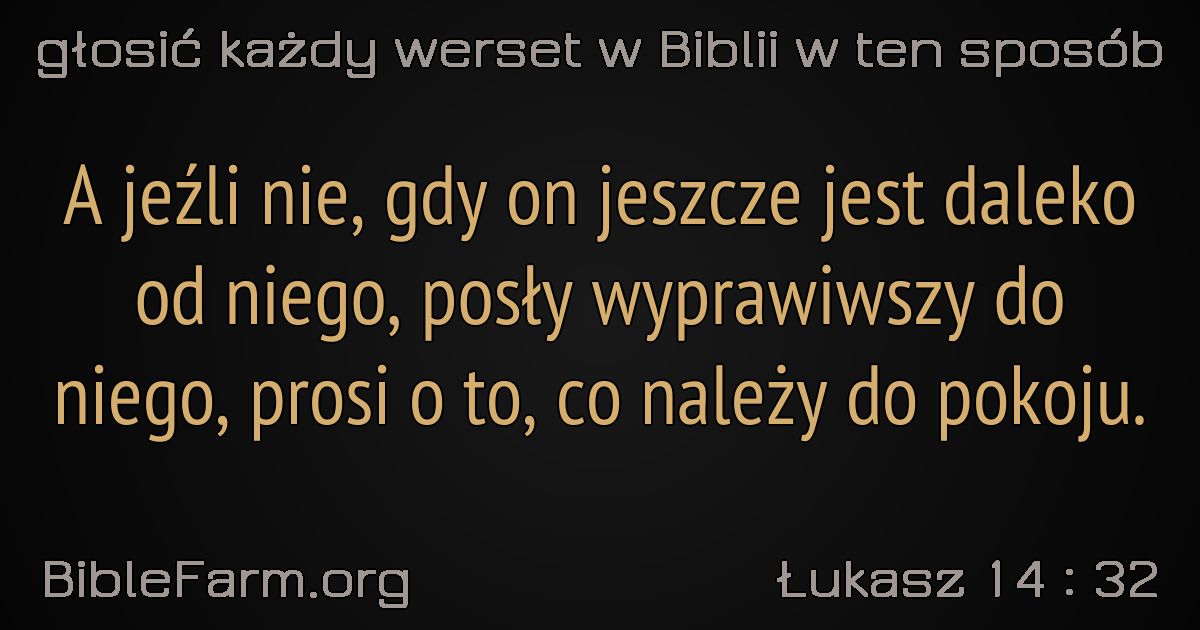 głosić każdy werset w Biblii w ten sposób
A jeźli nie, gdy on jeszcze jest daleko
od niego, posły wyprawiwszy do
niego, prosi o to, co należy do pokoju.
BibleFarm.org
Łukasz 14 : 32